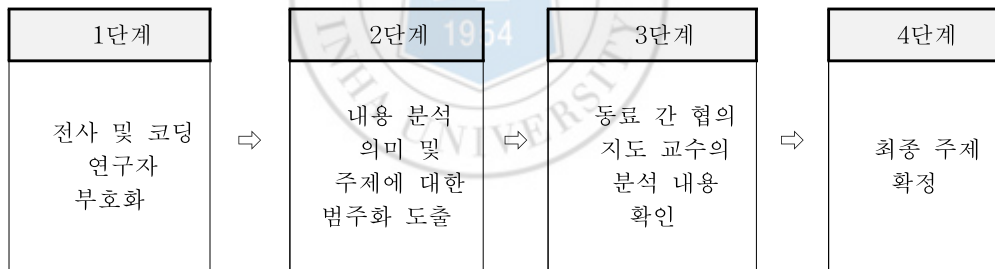 1단계
전사 및 코딩
연구자
부호화
⇨
2단계
내용 분석
의미 및
주제에 대한
범주화 도출
⇨
3단계
동료 간 협의
지도 교수의
분석 내용
확인
⇨
4단계
최종 주제
확정
1954
INHA UNIVERSITY